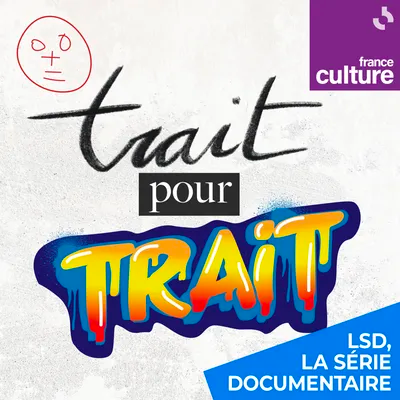 france
culture
trait
pour
TRAiT
LSD,
LA SÉRIE
DOCUMENTAIRE